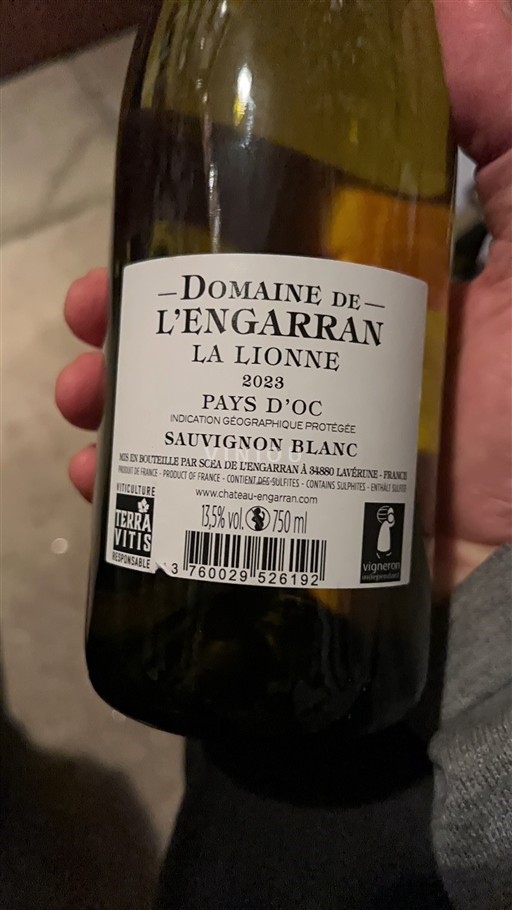 DOMAINE DE
L'ENGARRAN
LA LIONNE
2023
PAYS D'OC
INDICATION GÉOGRAPHIQUE PROTÉGÉE
SAUVIGNON BLANC
VINIOU
MIS EN BOUTEILLE PAR SCEA DE L'ENGARRAN À 34880 LAVÉRUNE - FRANCE
PRODUIT DE FRANCE - PRODUCT OF FRANCE - CONTIENT DES SULFITES - CONTAINS SULPHITES - ENTHÄLT SULFITE
www.chateau-engarran.com
VITICULTURE
TERRA
VITIS
RESPONSABLE
13,5% vol. 750 ml
3 760029 526192
vigneron
indépendant